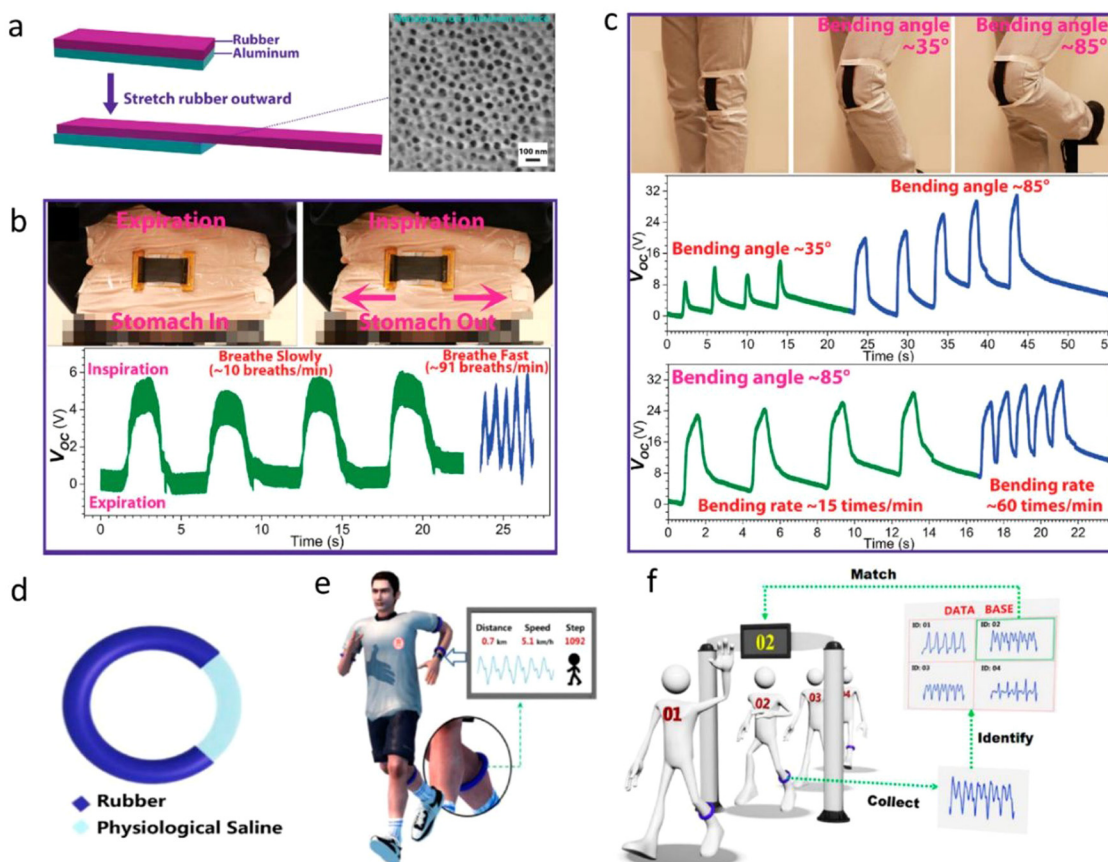 a
Rubber
Aluminum
Stretch rubber outward
100 nm
b
Expiration
Inspiration
Stomach In
Stomach Out
Inspiration
Breathe Slowly
(~10 breaths/min)
Breathe Fast
(~91 breaths/min)
Expiration
V_OC (V)
6
4
2
0
0 5 10 15 20 25
Time (s)
c
Bending angle
~35°
Bending angle
~85°
Bending angle ~35°
Bending angle ~85°
V_OC (V)
32
24
16
8
0
0 5 10 15 20 25 30 35 40 45 50 55
Time (s)
Bending angle ~85°
V_OC (V)
32
24
16
8
0
Bending rate ~15 times/min
Bending rate
~60 times/min
0 2 4 6 8 10 12 14 16 18 20 22
Time (s)
d
Rubber
Physiological Saline
e
Distance Speed Step
0.7 km 5.1 km/h 1092
f
Match
02
01
02
03
DATA BASE
ID: 01 ID: 02
ID: 03 ID: 04
Identify
Collect